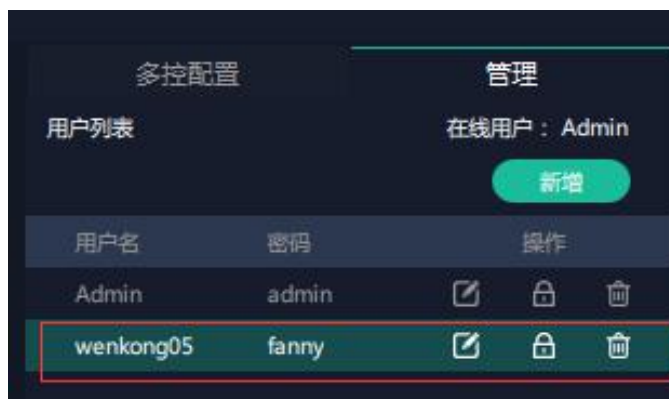 多控配置 管理
用户列表 在线用户： Admin
新增
用户名 密码 操作
Admin admin
wenkong05 fanny